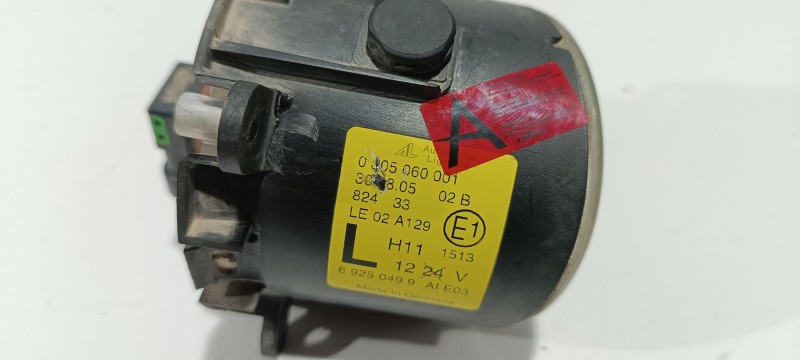 A
AL
0 305 060 001
02 B
824 33
LE 02 A129
E1
L
H11
1513
12 24 V
6 925 049.9 AI E03
Made in Germany